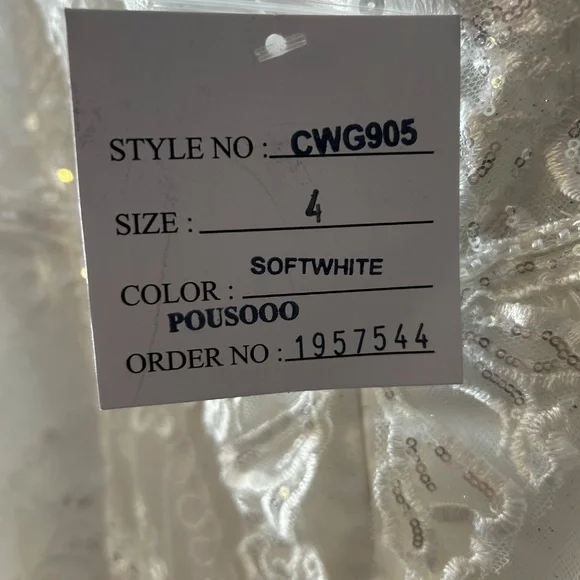 STYLE NO : CWG905
SIZE : 4
SOFTWHITE
COLOR :
POUSOOO
ORDER NO : 1957544